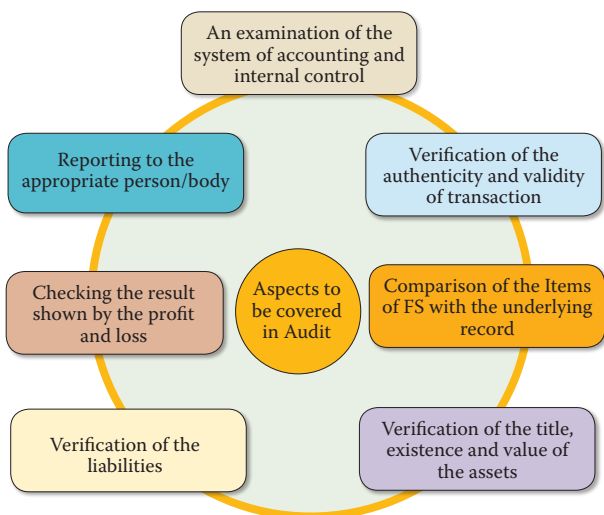 An examination of the
system of accounting and
internal control
Reporting to the
appropriate person/body
Verification of the
authenticity and validity
of transaction
Checking the result
shown by the profit
and loss
Aspects to
be covered
in Audit
Comparison of the Items
of FS with the underlying
record
Verification of the
liabilities
Verification of the title,
existence and value of
the assets